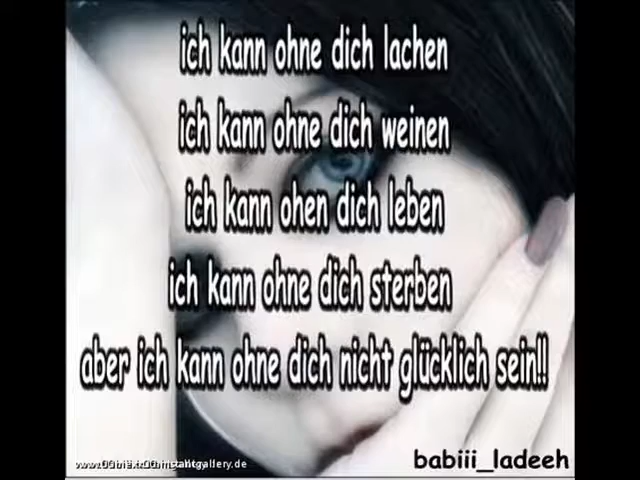 ich kann ohne dich lachen
ich kann ohne dich weinen
ich kann ohen dich leben
ich kann ohne dich sterben
aber ich kann ohne dich nicht glücklich sein!!
babiii_ladeeh